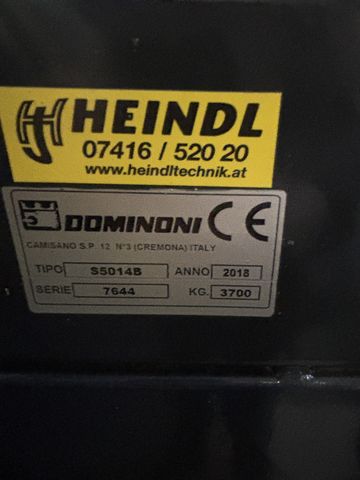 HEINDL
07416 / 520 20
www.heindltechnik.at
DOMINONI CE
CAMISANO S.P. 12 N°3 (CREMONA) ITALY
TIPO S5014B ANNO 2018
SERIE 7644 KG. 3700